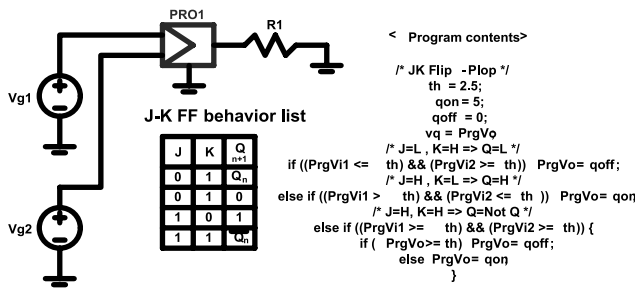 PRO1
R1
Vg1
Vg2
J-K FF behavior list
J K Q n+1
0 1 Qn
0 1 0
1 0 1
1 1 Qn
< Program contents>
/* JK Flip - Plop */
th = 2.5;
qon = 5;
qoff = 0;
vq = PrgVo;
/* J=L , K=H => Q=L */
if ((PrgVi1 <= th) && (PrgVi2 >= th)) PrgVo= qoff;
/* J=H , K=L => Q=H */
else if ((PrgVi1 > th) && (PrgVi2 <= th )) PrgVo= qon;
/* J=H, K=H => Q=Not Q */
else if ((PrgVi1 >= th) && (PrgVi2 >= th)) {
if ( PrgVo>= th) PrgVo= qoff;
else PrgVo= qon;
}